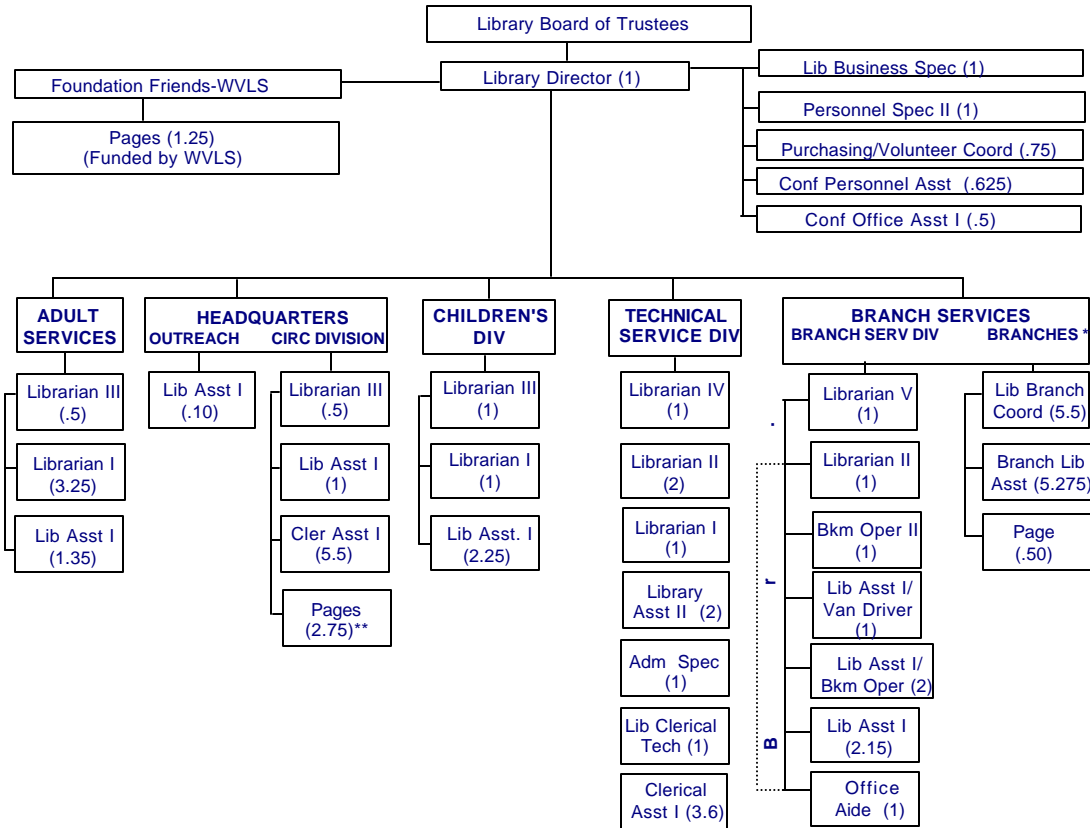 Library Board of Trustees
Library Director (1)
Foundation Friends-WVLS
Pages (1.25)
(Funded by WVLS)
Lib Business Spec (1)
Personnel Spec II (1)
Purchasing/Volunteer Coord (.75)
Conf Personnel Asst (.625)
Conf Office Asst I (.5)
ADULT
SERVICES
Librarian III
(.5)
Librarian I
(3.25)
Lib Asst I
(1.35)
HEADQUARTERS
OUTREACH CIRC DIVISION
Lib Asst I
(.10)
Librarian III
(.5)
Lib Asst I
(1)
Cler Asst I
(5.5)
Pages
(2.75)**
CHILDREN'S
DIV
Librarian III
(1)
Librarian I
(1)
Lib Asst. I
(2.25)
TECHNICAL
SERVICE DIV
Librarian IV
(1)
Librarian II
(2)
Librarian I
(1)
Library
Asst II (2)
Adm Spec
(1)
Lib Clerical
Tech (1)
Clerical
Asst I (3.6)
BRANCH SERVICES
BRANCH SERV DIV BRANCHES *
Librarian V
(1)
Librarian II
(1)
Bkm Oper II
(1)
Lib Asst I/
Van Driver
(1)
Lib Asst I/
Bkm Oper (2)
Lib Asst I
(2.15)
Office
Aide (1)
B r .
Lib Branch
Coord (5.5)
Branch Lib
Asst (5.275)
Page
(.50)